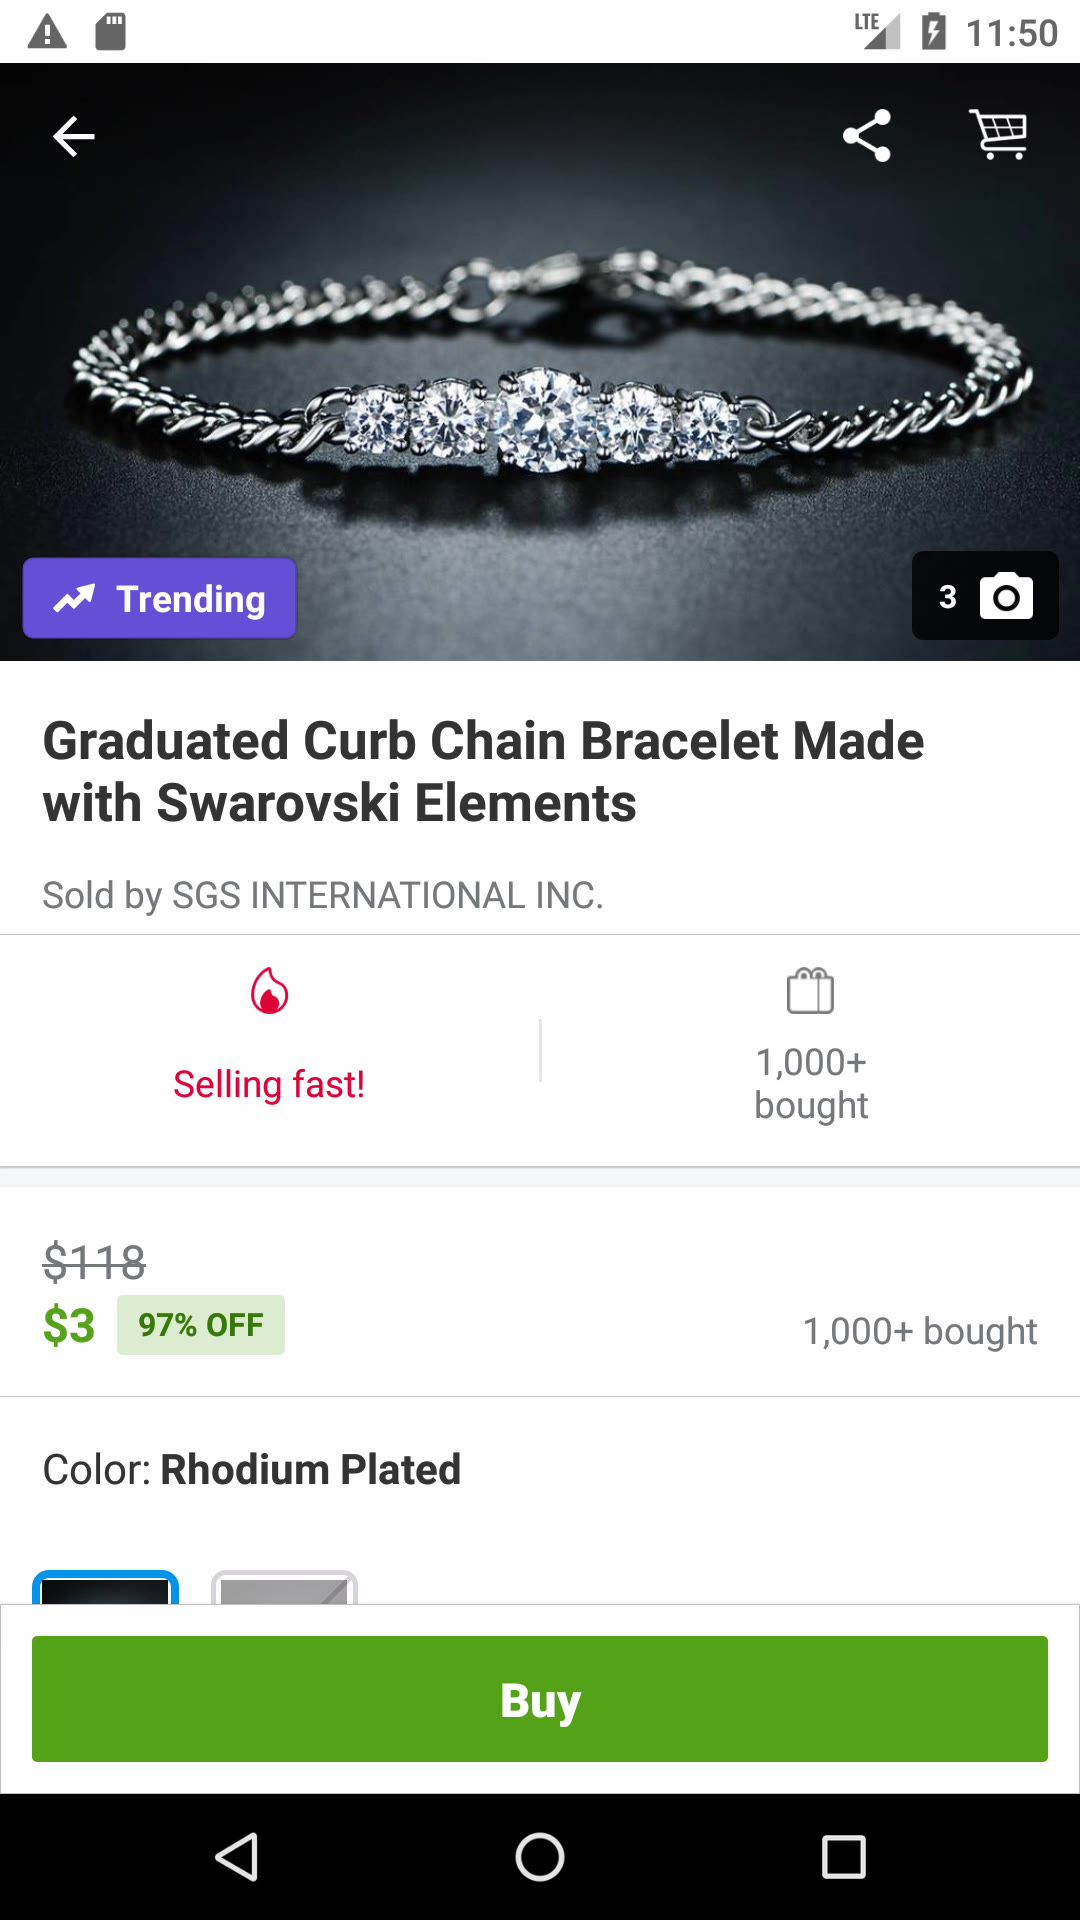 LTE 11:50
Trending
3
Graduated Curb Chain Bracelet Made
with Swarovski Elements
Sold by SGS INTERNATIONAL INC.
Selling fast!
1,000+
bought
$118
$3 97% OFF
1,000+ bought
Color: Rhodium Plated
Buy